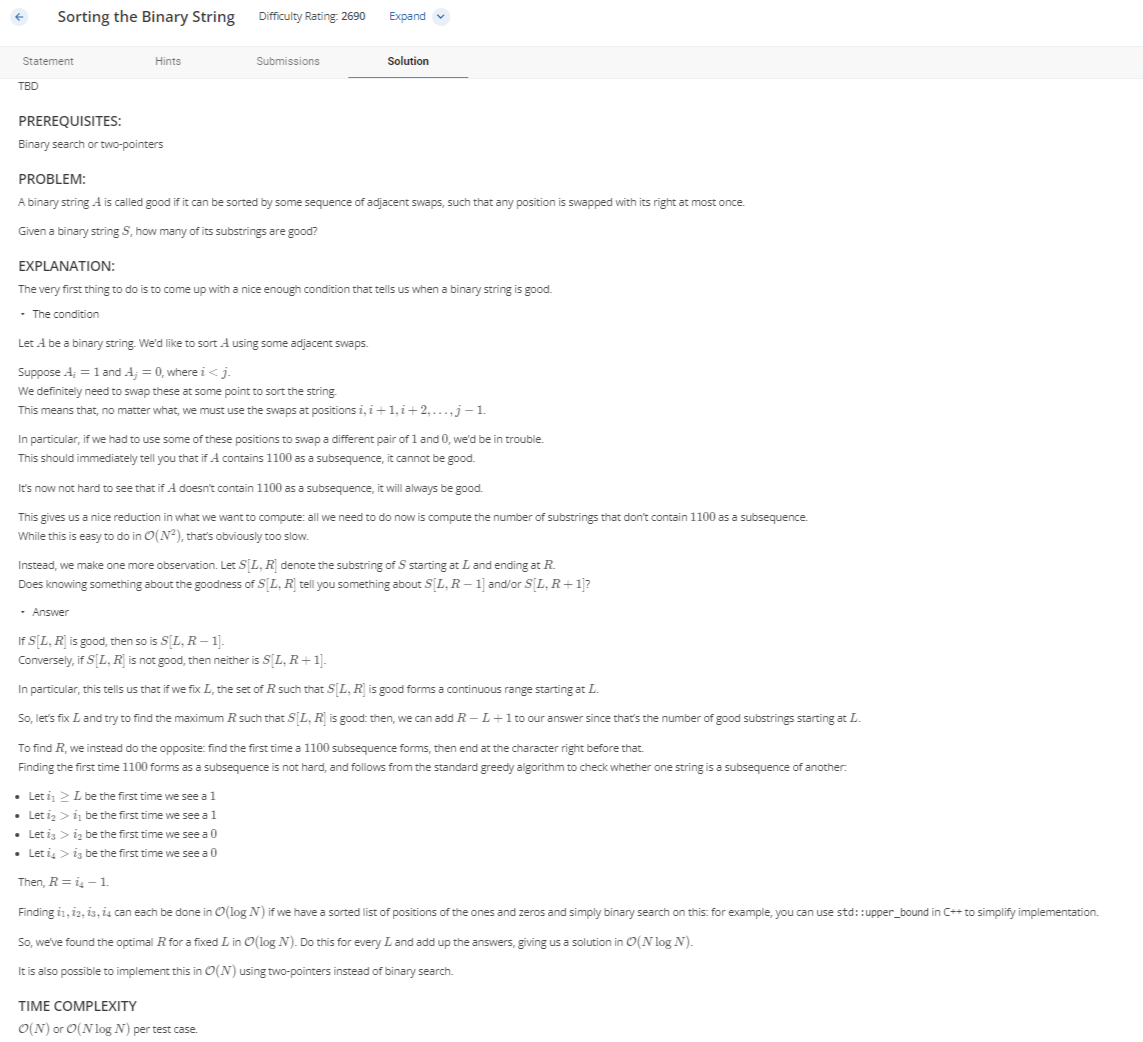 Sorting the Binary String Difficulty Rating: 2690 Expand
Statement Hints Submissions Solution
TBD
PREREQUISITES:
Binary search or two-pointers
PROBLEM:
A binary string A is called good if it can be sorted by some sequence of adjacent swaps, such that any position is swapped with its right at most once.
Given a binary string S, how many of its substrings are good?
EXPLANATION:
The very first thing to do is to come up with a nice enough condition that tells us when a binary string is good.
• The condition
Let A be a binary string. We'd like to sort A using some adjacent swaps.
Suppose Aᵢ = 1 and Aⱼ = 0, where i < j.
We definitely need to swap these at some point to sort the string.
This means that, no matter what, we must use the swaps at positions i, i + 1, i + 2, . . . , j − 1.
In particular, if we had to use some of these positions to swap a different pair of 1 and 0, we'd be in trouble.
This should immediately tell you that if A contains 1100 as a subsequence, it cannot be good.
It's now not hard to see that if A doesn't contain 1100 as a subsequence, it will always be good.
This gives us a nice reduction in what we want to compute: all we need to do now is compute the number of substrings that don't contain 1100 as a subsequence.
While this is easy to do in O(N²), that's obviously too slow.
Instead, we make one more observation. Let S[L, R] denote the substring of S starting at L and ending at R.
Does knowing something about the goodness of S[L, R] tell you something about S[L, R − 1] and/or S[L, R + 1]?
• Answer
If S[L, R] is good, then so is S[L, R − 1].
Conversely, if S[L, R] is not good, then neither is S[L, R + 1].
In particular, this tells us that if we fix L, the set of R such that S[L, R] is good forms a continuous range starting at L.
So, let's fix L and try to find the maximum R such that S[L, R] is good: then, we can add R − L + 1 to our answer since that's the number of good substrings starting at L.
To find R, we instead do the opposite: find the first time a 1100 subsequence forms, then end at the character right before that.
Finding the first time 1100 forms as a subsequence is not hard, and follows from the standard greedy algorithm to check whether one string is a subsequence of another:
• Let i₁ ≥ L be the first time we see a 1
• Let i₂ > i₁ be the first time we see a 1
• Let i₃ > i₂ be the first time we see a 0
• Let i₄ > i₃ be the first time we see a 0
Then, R = i₄ − 1.
Finding i₁, i₂, i₃, i₄ can each be done in O(log N) if we have a sorted list of positions of the ones and zeros and simply binary search on this: for example, you can use std::upper_bound in C++ to simplify implementation.
So, we've found the optimal R for a fixed L in O(log N). Do this for every L and add up the answers, giving us a solution in O(N log N).
It is also possible to implement this in O(N) using two-pointers instead of binary search.
TIME COMPLEXITY
O(N) or O(N log N) per test case.